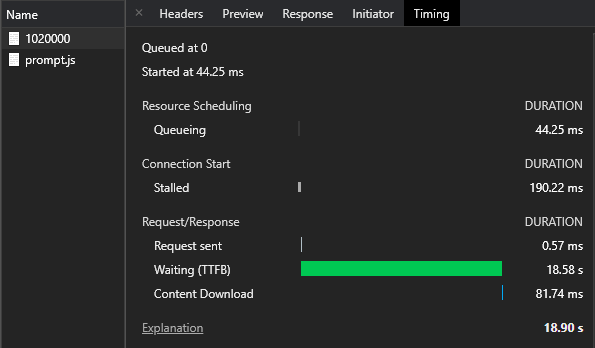 Name
× Headers Preview Response Initiator Timing
1020000
prompt.js
Queued at 0
Started at 44.25 ms
Resource Scheduling DURATION
Queueing 44.25 ms
Connection Start DURATION
Stalled 190.22 ms
Request/Response DURATION
Request sent 0.57 ms
Waiting (TTFB) 18.58 s
Content Download 81.74 ms
Explanation 18.90 s